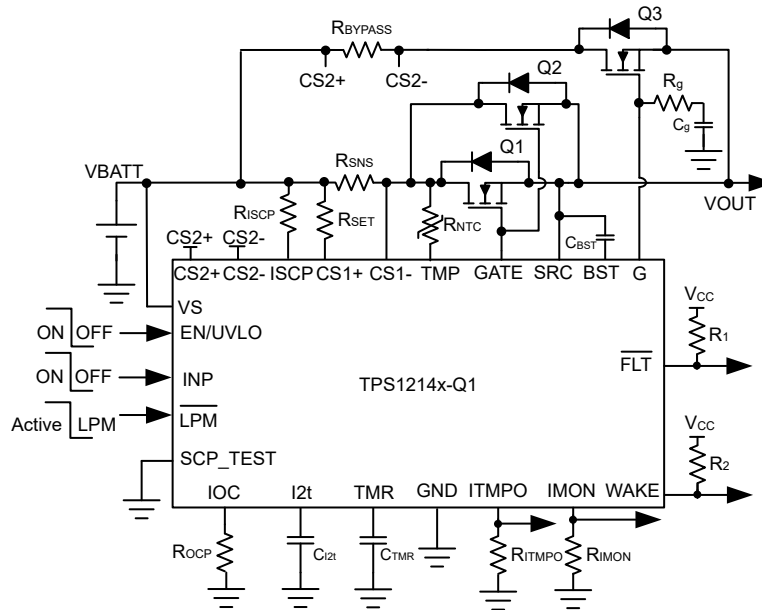 Q3
RBYPASS
CS2+
CS2-
Q2
Rg
Cg
Q1
RSNS
VBATT
VOUT
RISCP
RSET
RNTC
CBST
CS2+
CS2-
CS2+ CS2- ISCP CS1+ CS1- TMP GATE SRC BST G
VS
ON OFF
EN/UVLO
VCC
R1
ON OFF
INP
TPS1214x-Q1
FLT
Active LPM
LPM
SCP_TEST
VCC
R2
IOC I2t TMR GND ITMPO IMON WAKE
ROCP
CI2t
CTMR
RITMPO
RIMON